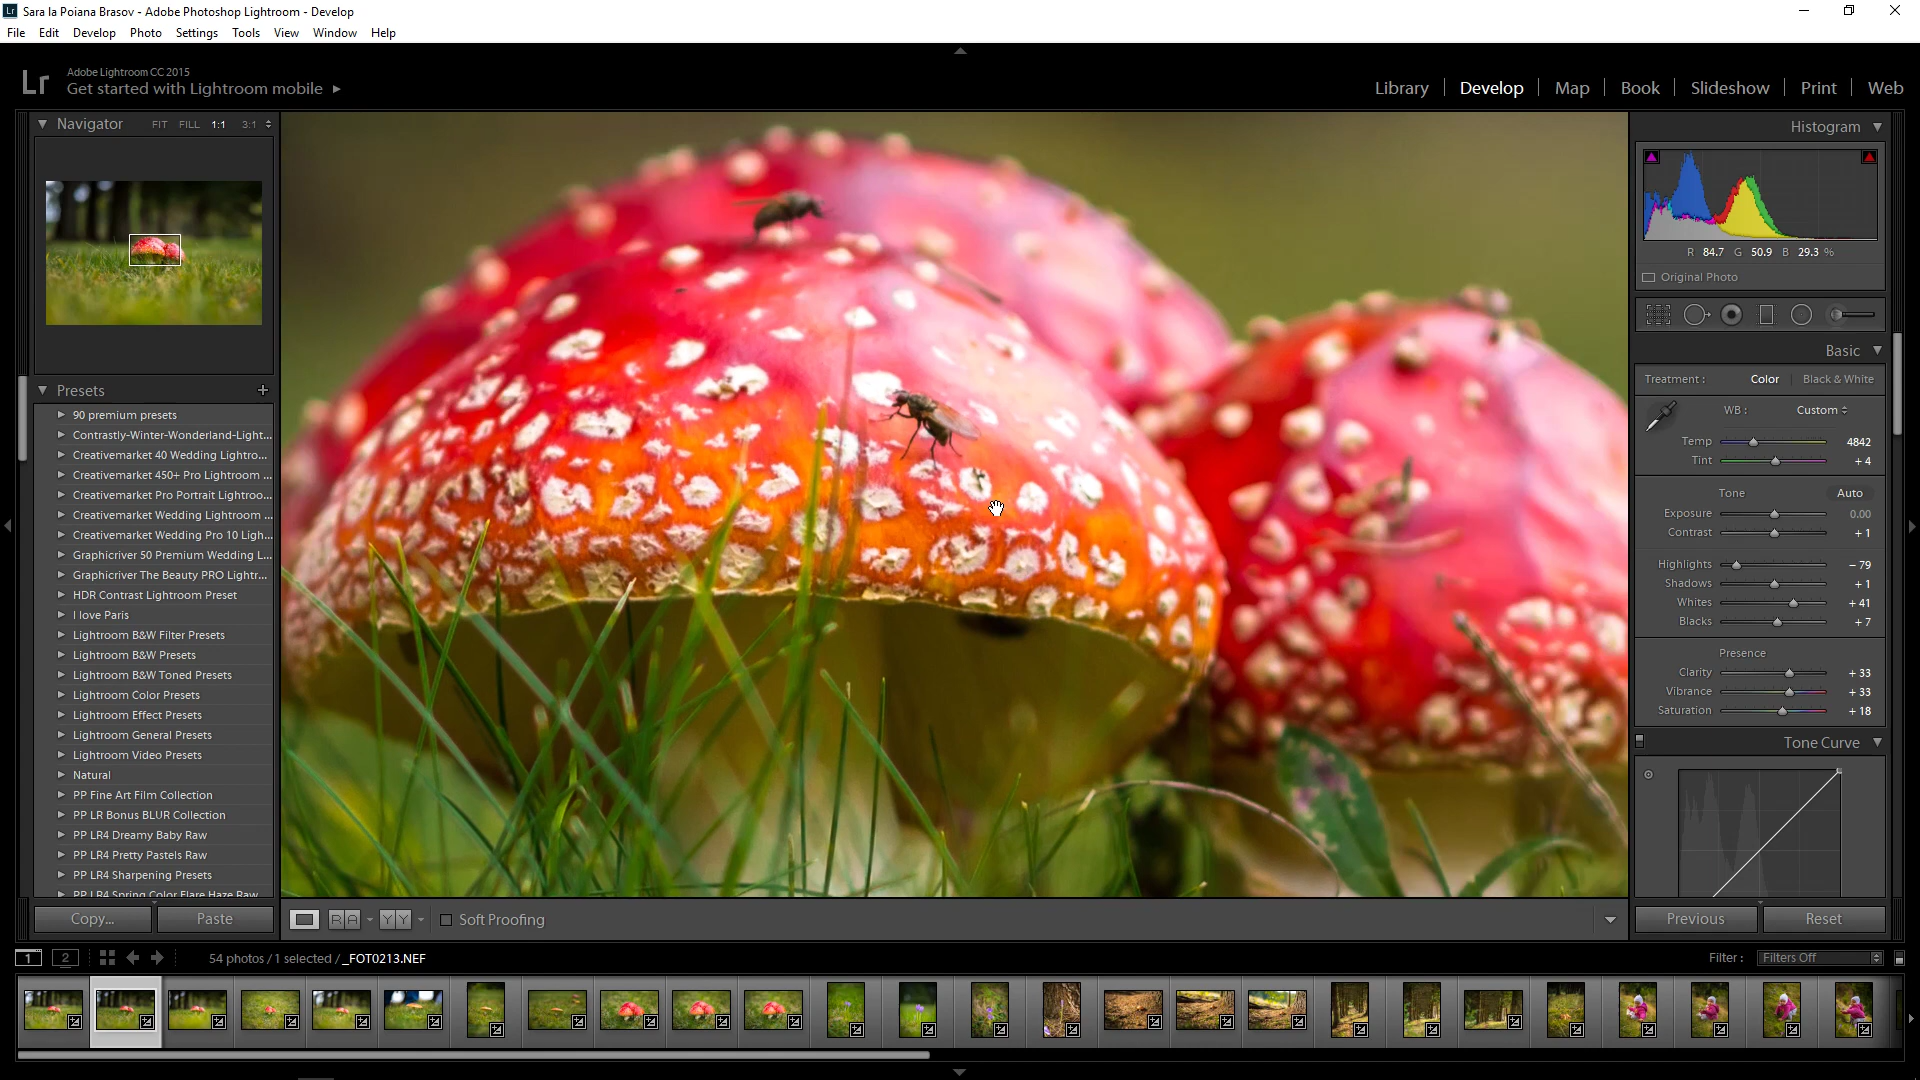 Lr Sara la Poiana Brasov - Adobe Photoshop Lightroom - Develop
File Edit Develop Photo Settings Tools View Window Help
Lr Adobe Lightroom CC 2015
Get started with Lightroom mobile
Library Develop Map Book Slideshow Print Web
Navigator FIT FILL 1:1 3:1
Presets
90 premium presets
Contrastly-Winter-Wonderland-Light...
Creativemarket 40 Wedding Lightro...
Creativemarket 450+ Pro Lightroom ...
Creativemarket Pro Portrait Lightroo...
Creativemarket Wedding Lightroom ...
Creativemarket Wedding Pro 10 Ligh...
Graphicriver 50 Premium Wedding L...
Graphicriver The Beauty PRO Lightr...
HDR Contrast Lightroom Preset
I love Paris
Lightroom B&W Filter Presets
Lightroom B&W Presets
Lightroom B&W Toned Presets
Lightroom Color Presets
Lightroom Effect Presets
Lightroom General Presets
Lightroom Video Presets
Natural
PP Fine Art Film Collection
PP LR Bonus BLUR Collection
PP LR4 Dreamy Baby Raw
PP LR4 Pretty Pastels Raw
PP LR4 Sharpening Presets
PP LR4 Spring Color Flare Haze Raw
Copy... Paste
Histogram
R 84.7 G 50.9 B 29.3 %
Original Photo
Basic
Treatment : Color Black & White
WB : Custom
Temp 4842
Tint + 4
Tone Auto
Exposure 0.00
Contrast + 1
Highlights - 79
Shadows + 1
Whites + 41
Blacks + 7
Presence
Clarity + 33
Vibrance + 33
Saturation + 18
Tone Curve
Previous Reset
R A Y Y Soft Proofing
1 2 54 photos / 1 selected / _FOT0213.NEF
Filter : Filters Off